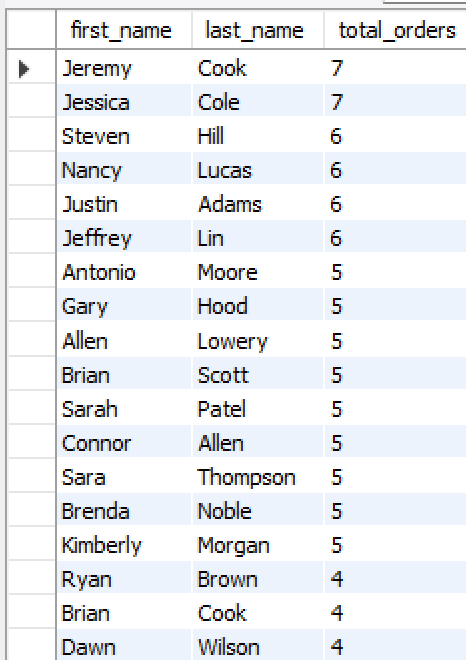 first_name last_name total_orders
Jeremy Cook 7
Jessica Cole 7
Steven Hill 6
Nancy Lucas 6
Justin Adams 6
Jeffrey Lin 6
Antonio Moore 5
Gary Hood 5
Allen Lowery 5
Brian Scott 5
Sarah Patel 5
Connor Allen 5
Sara Thompson 5
Brenda Noble 5
Kimberly Morgan 5
Ryan Brown 4
Brian Cook 4
Dawn Wilson 4